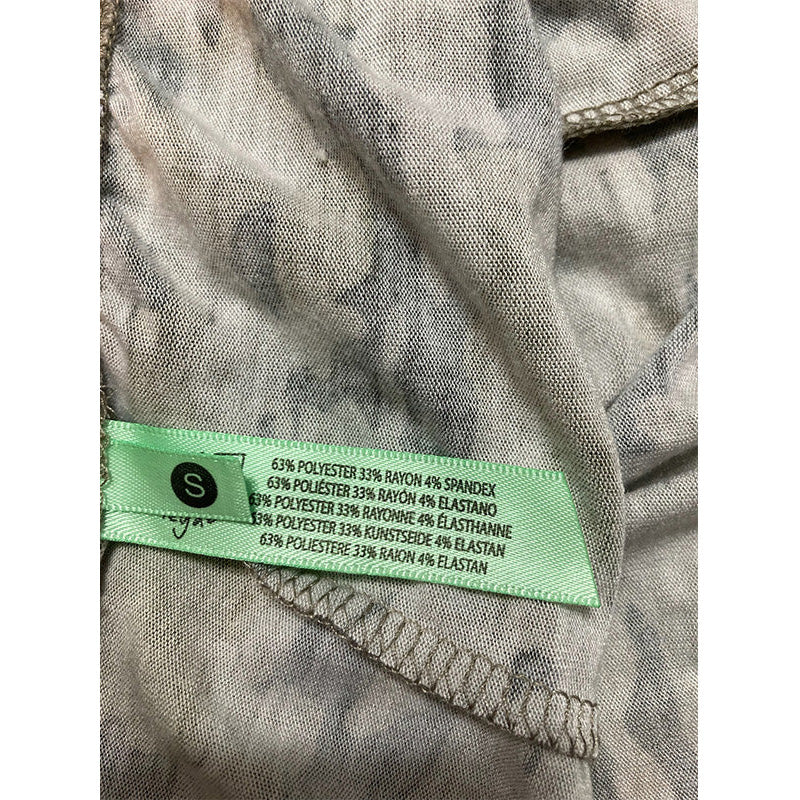 S
63% POLYESTER 33% RAYON 4% SPANDEX
63% POLIÉSTER 33% RAYÓN 4% ELASTANO
63% POLYESTER 33% RAYONNE 4% ÉLASTHANNE
63% POLYESTER 33% KUNSTSEIDE 4% ELASTAN
63% POLIESTERE 33% RAION 4% ELASTAN